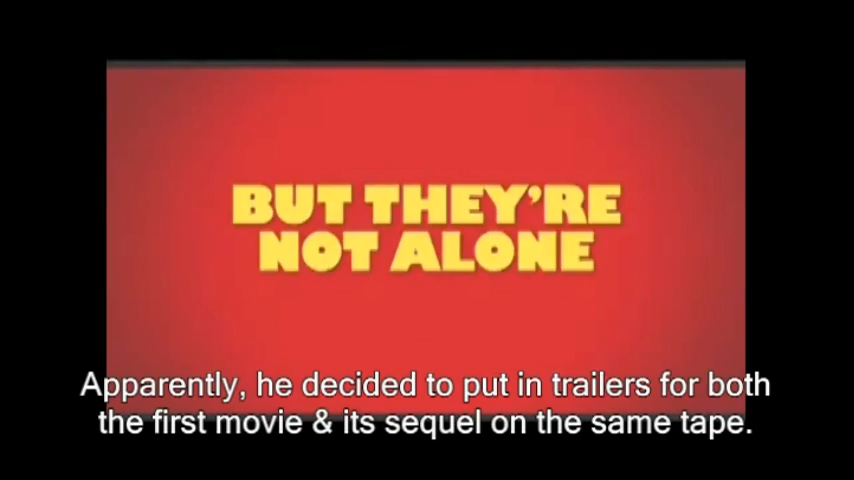 BUT THEY'RE
NOT ALONE
Apparently, he decided to put in trailers for both
the first movie & its sequel on the same tape.